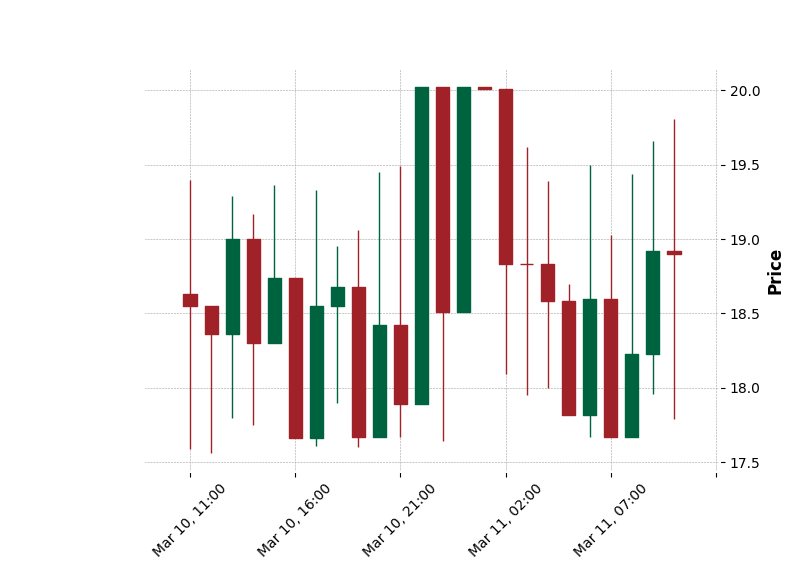 20.0
19.5
19.0
18.5
18.0
17.5
Price
Mar 10, 11:00
Mar 10, 16:00
Mar 10, 21:00
Mar 11, 02:00
Mar 11, 07:00